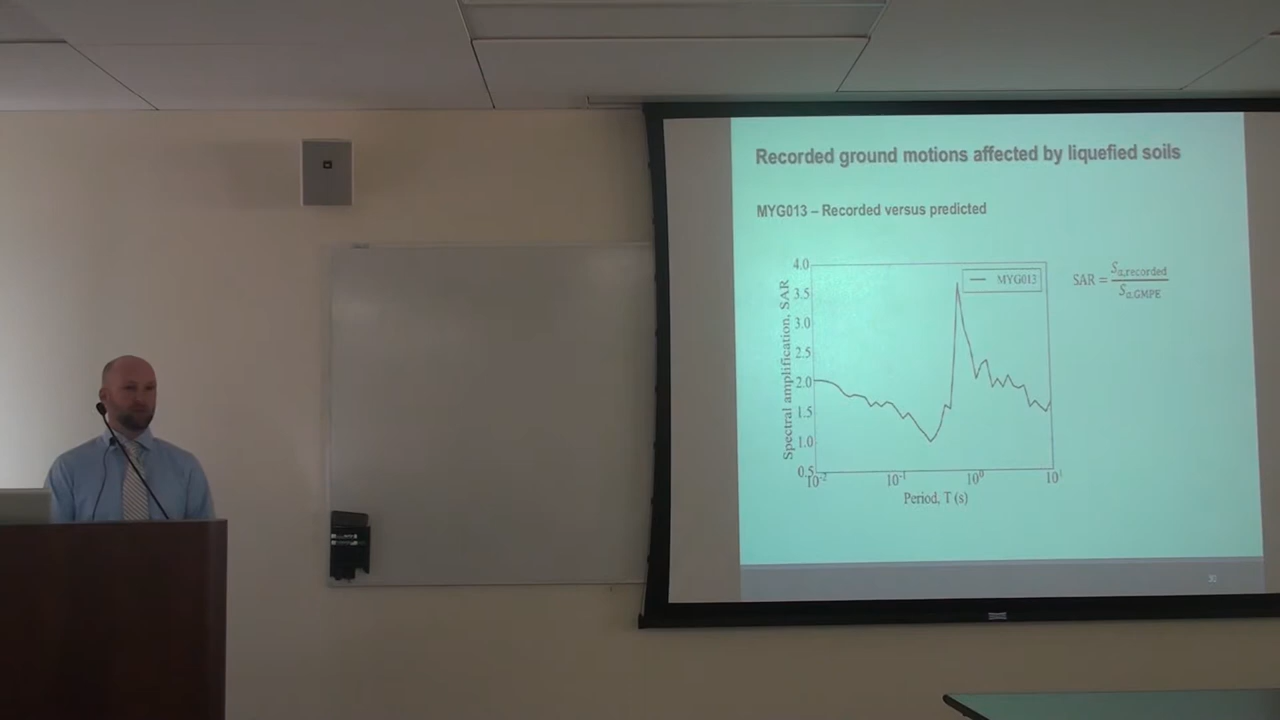 Recorded ground motions affected by liquefied soils
MYG013 – Recorded versus predicted
4.0
3.5
3.0
2.5
2.0
1.5
1.0
0.5
Spectral amplification, SAR
MYG013
SAR = Sa,recorded / Sa,GMPE
10-2
10-1
100
101
Period, T (s)
30